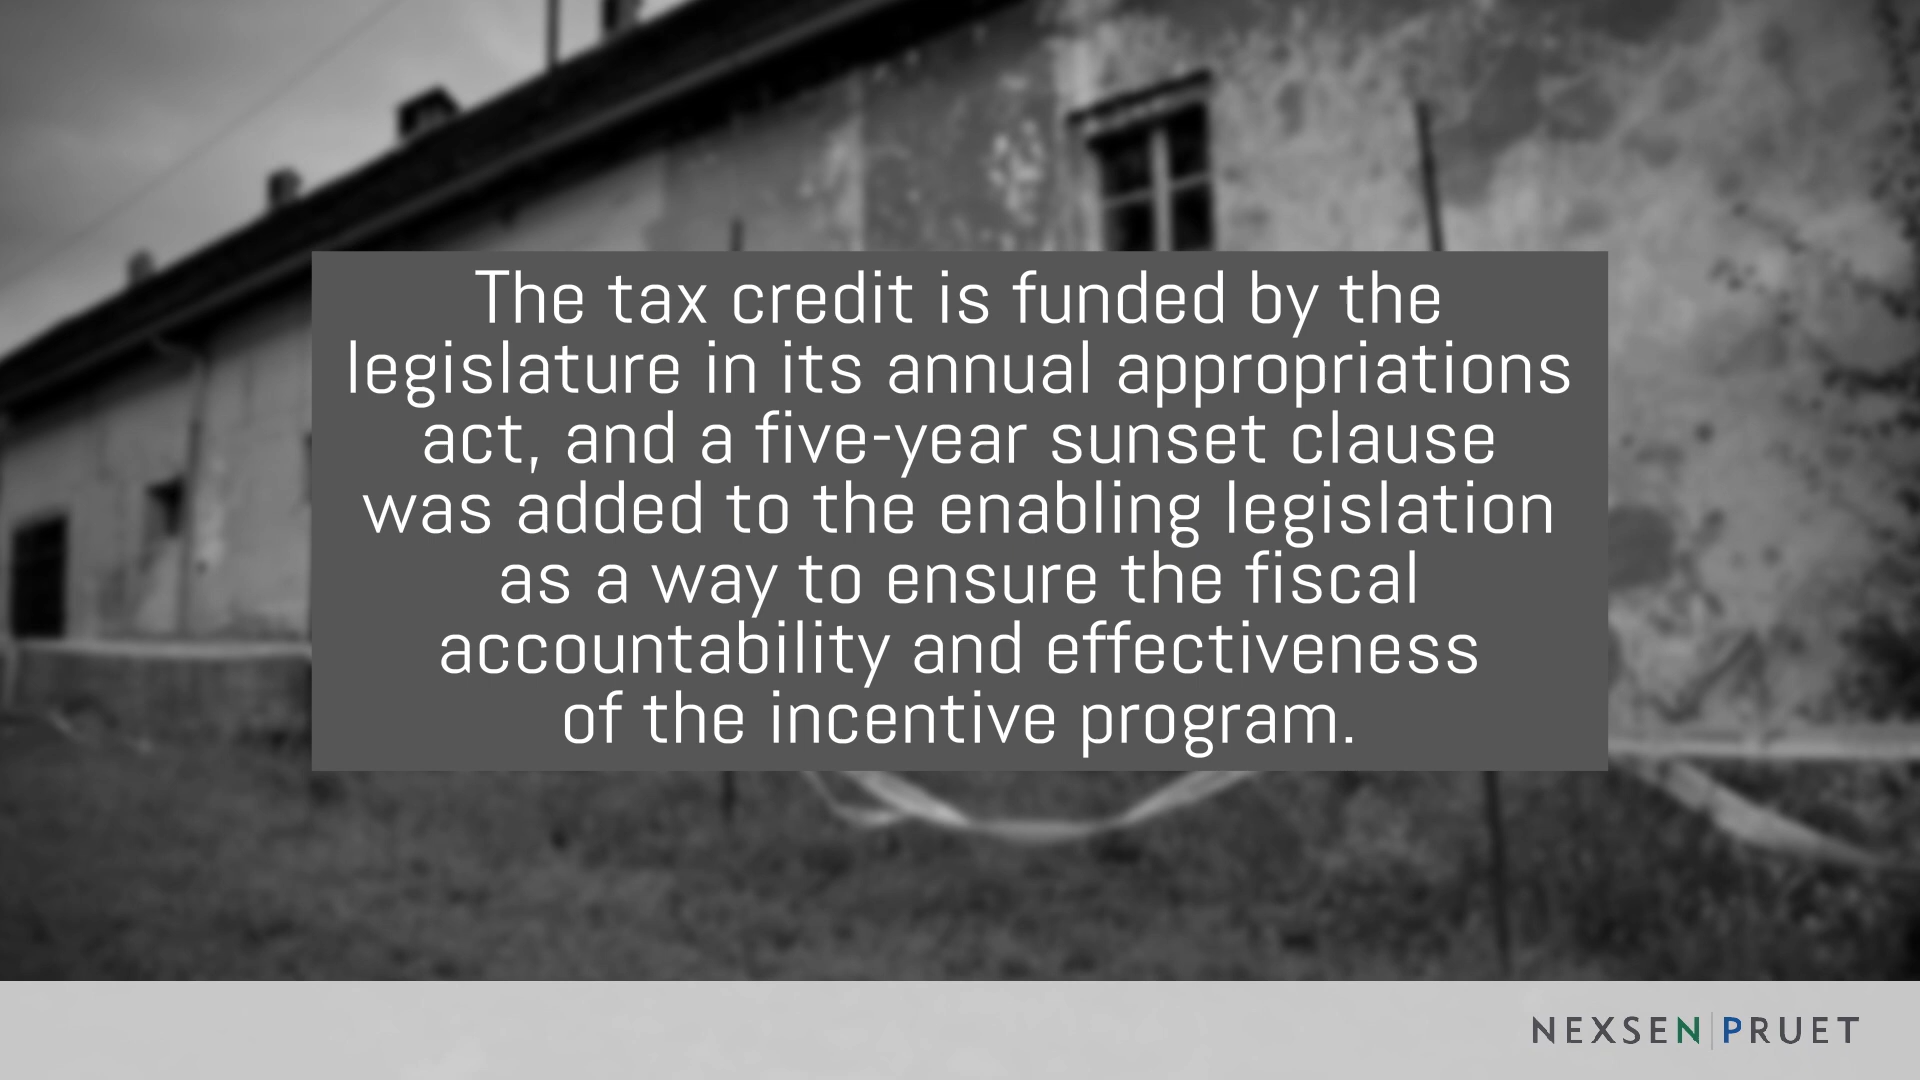 The tax credit is funded by the
legislature in its annual appropriations
act, and a five-year sunset clause
was added to the enabling legislation
as a way to ensure the fiscal
accountability and effectiveness
of the incentive program.
NEXSEN|PRUET